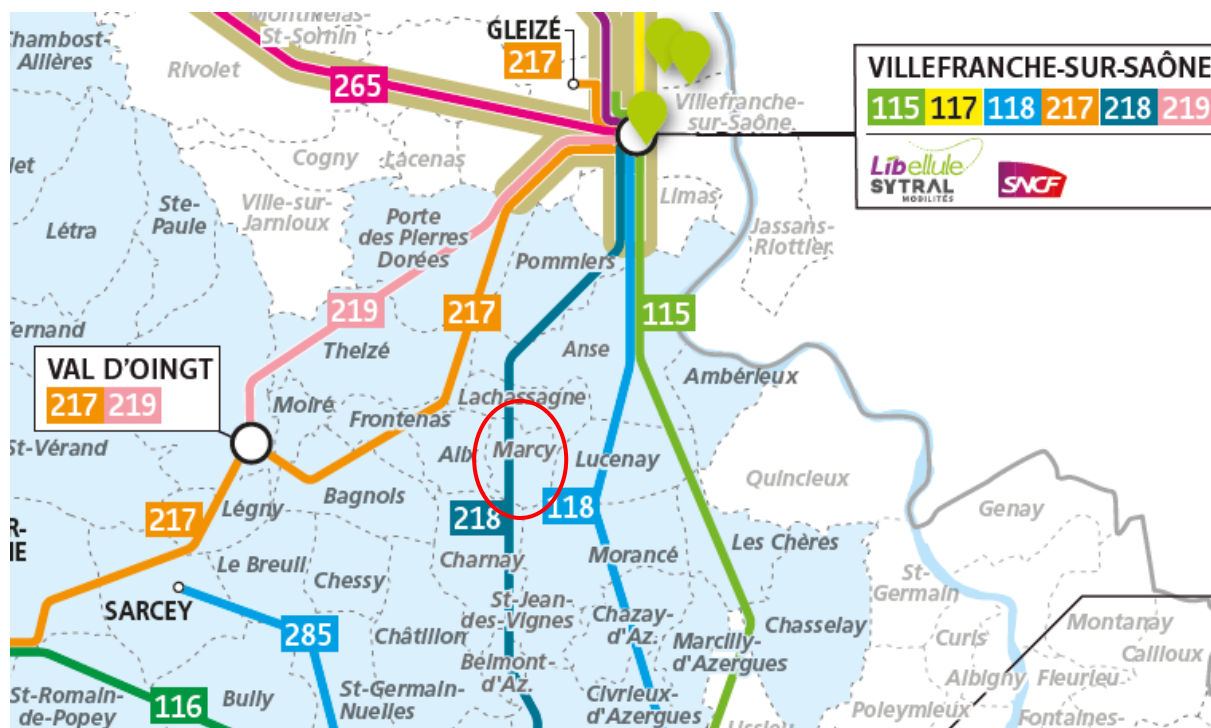 Chambost-
Allières
Montmelas-
St-Sornin
Rivolet
265
GLEIZÉ
217
Villefranche-
sur-Saône
VILLEFRANCHE-SUR-SAÔNE
115 117 118 217 218 219
Libellule
SYTRAL
MOBILITÉS
SNCF
Cogny
Lacenas
Limas
Ste-
Paule
Létra
Ville-sur-
Jarnioux
Porte
des Pierres
Dorées
Jassans-
Riottier
Pommiers
219
217
115
Theizé
Anse
Ambérieux
VAL D'OINGT
217 219
Lachassagne
Moiré
Frontenas
St-Vérand
Alix
Marcy
Lucenay
Quincieux
Bagnols
Légny
217
218
118
Genay
Les Chères
Le Breuil
Chessy
Charnay
Morancé
St-
Germain
SARCEY
285
St-Jean-
des-Vignes
Châtillon
Chazay-
d'Az.
Chasselay
Marcilly-
d'Azergues
Curis
Montanay
Cailloux
Belmont-
d'Az.
Albigny
Fleurieu
St-Romain-
de-Popey
116
Bully
St-Germain-
Nuelles
Civrieux-
d'Azergues
Poleymieux
Fontaines-